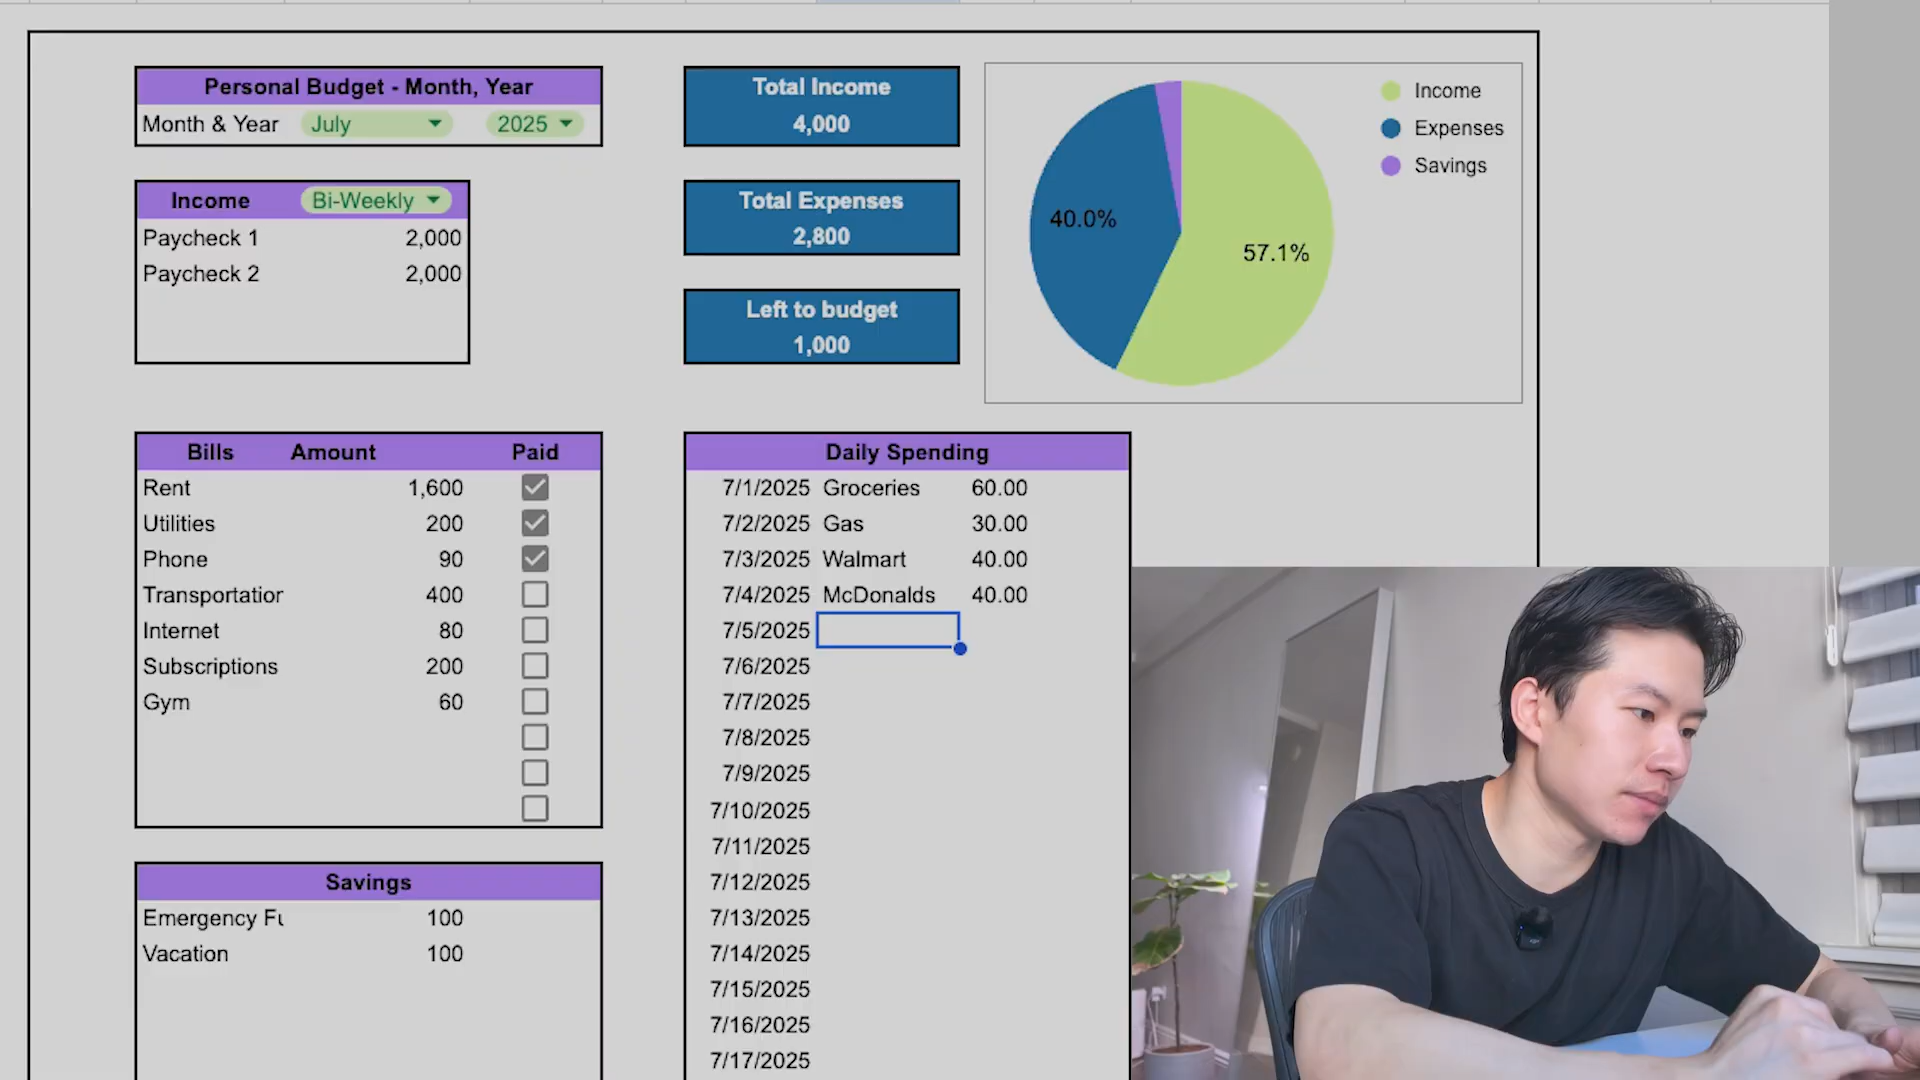 Personal Budget - Month, Year
Month & Year July 2025
Income Bi-Weekly
Paycheck 1 2,000
Paycheck 2 2,000
Total Income
4,000
Total Expenses
2,800
Left to budget
1,000
Income
Expenses
Savings
40.0%
57.1%
Bills Amount Paid
Rent 1,600
Utilities 200
Phone 90
Transportation 400
Internet 80
Subscriptions 200
Gym 60
Savings
Emergency Fu 100
Vacation 100
Daily Spending
7/1/2025 Groceries 60.00
7/2/2025 Gas 30.00
7/3/2025 Walmart 40.00
7/4/2025 McDonalds 40.00
7/5/2025
7/6/2025
7/7/2025
7/8/2025
7/9/2025
7/10/2025
7/11/2025
7/12/2025
7/13/2025
7/14/2025
7/15/2025
7/16/2025
7/17/2025